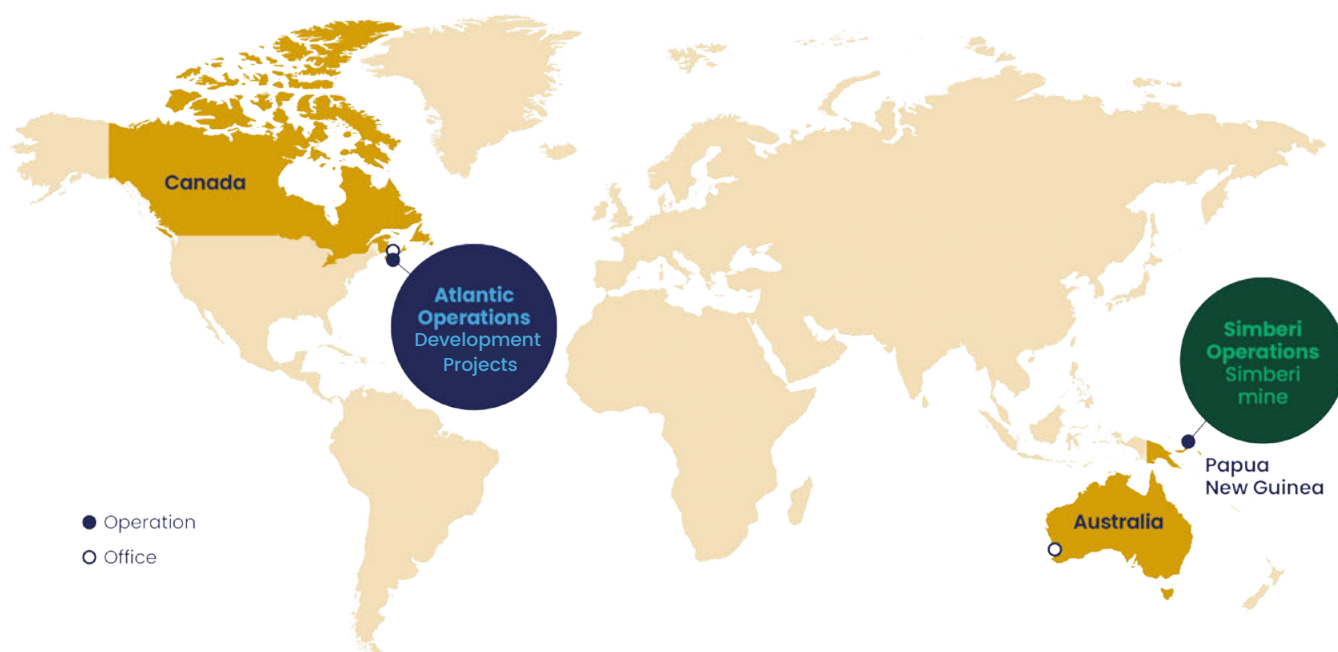 Canada
Atlantic
Operations
Development
Projects
Simberi
Operations
Simberi
mine
Papua
New Guinea
Australia
Operation
Office